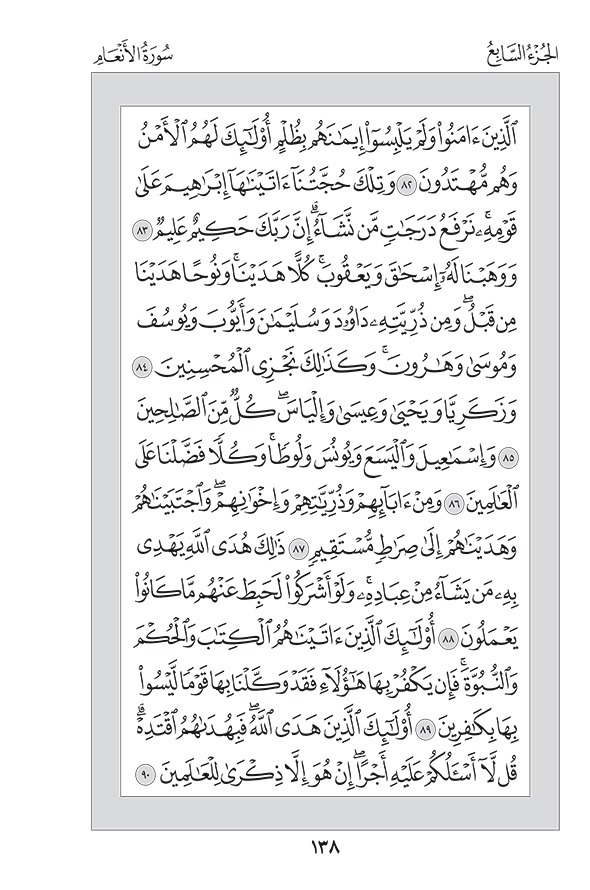 الجُزْءُ السَّابِعُ
سُورَةُ الأَنْعَامِ
ٱلَّذِينَ ءَامَنُوا۟ وَلَمْ يَلْبِسُوٓا۟ إِيمَـٰنَهُم بِظُلْمٍ أُو۟لَـٰٓئِكَ لَهُمُ ٱلْأَمْنُ
وَهُم مُّهْتَدُونَ ٨٢ وَتِلْكَ حُجَّتُنَآ ءَاتَيْنَـٰهَآ إِبْرَٰهِيمَ عَلَىٰ
قَوْمِهِۦۚ نَرْفَعُ دَرَجَـٰتٍ مَّن نَّشَآءُۗ إِنَّ رَبَّكَ حَكِيمٌ عَلِيمٌ ٨٣
وَوَهَبْنَا لَهُۥٓ إِسْحَـٰقَ وَيَعْقُوبَۚ كُلًّا هَدَيْنَاۚ وَنُوحًا هَدَيْنَا
مِن قَبْلُۖ وَمِن ذُرِّيَّتِهِۦ دَاوُۥدَ وَسُلَيْمَـٰنَ وَأَيُّوبَ وَيُوسُفَ
وَمُوسَىٰ وَهَـٰرُونَۚ وَكَذَٰلِكَ نَجْزِى ٱلْمُحْسِنِينَ ٨٤
وَزَكَرِيَّا وَيَحْيَىٰ وَعِيسَىٰ وَإِلْيَاسَۖ كُلٌّ مِّنَ ٱلصَّـٰلِحِينَ
٨٥ وَإِسْمَـٰعِيلَ وَٱلْيَسَعَ وَيُونُسَ وَلُوطًاۚ وَكُلًّا فَضَّلْنَا عَلَى
ٱلْعَـٰلَمِينَ ٨٦ وَمِنْ ءَابَآئِهِمْ وَذُرِّيَّـٰتِهِمْ وَإِخْوَٰنِهِمْۖ وَٱجْتَبَيْنَـٰهُمْ
وَهَدَيْنَـٰهُمْ إِلَىٰ صِرَٰطٍ مُّسْتَقِيمٍ ٨٧ ذَٰلِكَ هُدَى ٱللَّهِ يَهْدِى
بِهِۦ مَن يَشَآءُ مِنْ عِبَادِهِۦۚ وَلَوْ أَشْرَكُوا۟ لَحَبِطَ عَنْهُم مَّا كَانُوا۟
يَعْمَلُونَ ٨٨ أُو۟لَـٰٓئِكَ ٱلَّذِينَ ءَاتَيْنَـٰهُمُ ٱلْكِتَـٰبَ وَٱلْحُكْمَ
وَٱلنُّبُوَّةَۚ فَإِن يَكْفُرْ بِهَا هَـٰٓؤُلَآءِ فَقَدْ وَكَّلْنَا بِهَا قَوْمًا لَّيْسُوا۟
بِهَا بِكَـٰفِرِينَ ٨٩ أُو۟لَـٰٓئِكَ ٱلَّذِينَ هَدَى ٱللَّهُۖ فَبِهُدَىٰهُمُ ٱقْتَدِهْۗ
قُل لَّآ أَسْـَٔلُكُمْ عَلَيْهِ أَجْرًاۖ إِنْ هُوَ إِلَّا ذِكْرَىٰ لِلْعَـٰلَمِينَ ٩٠
١٣٨